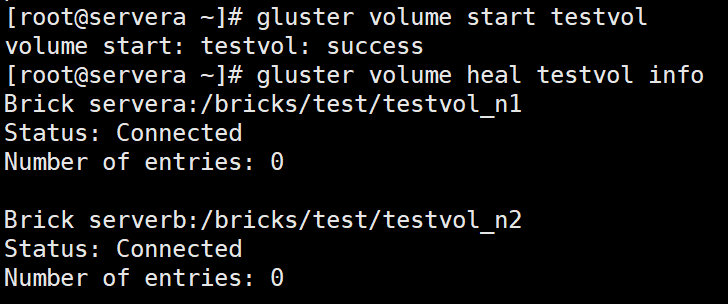 [root@servera ~]# gluster volume start testvol
volume start: testvol: success
[root@servera ~]# gluster volume heal testvol info
Brick servera:/bricks/test/testvol_n1
Status: Connected
Number of entries: 0
Brick serverb:/bricks/test/testvol_n2
Status: Connected
Number of entries: 0